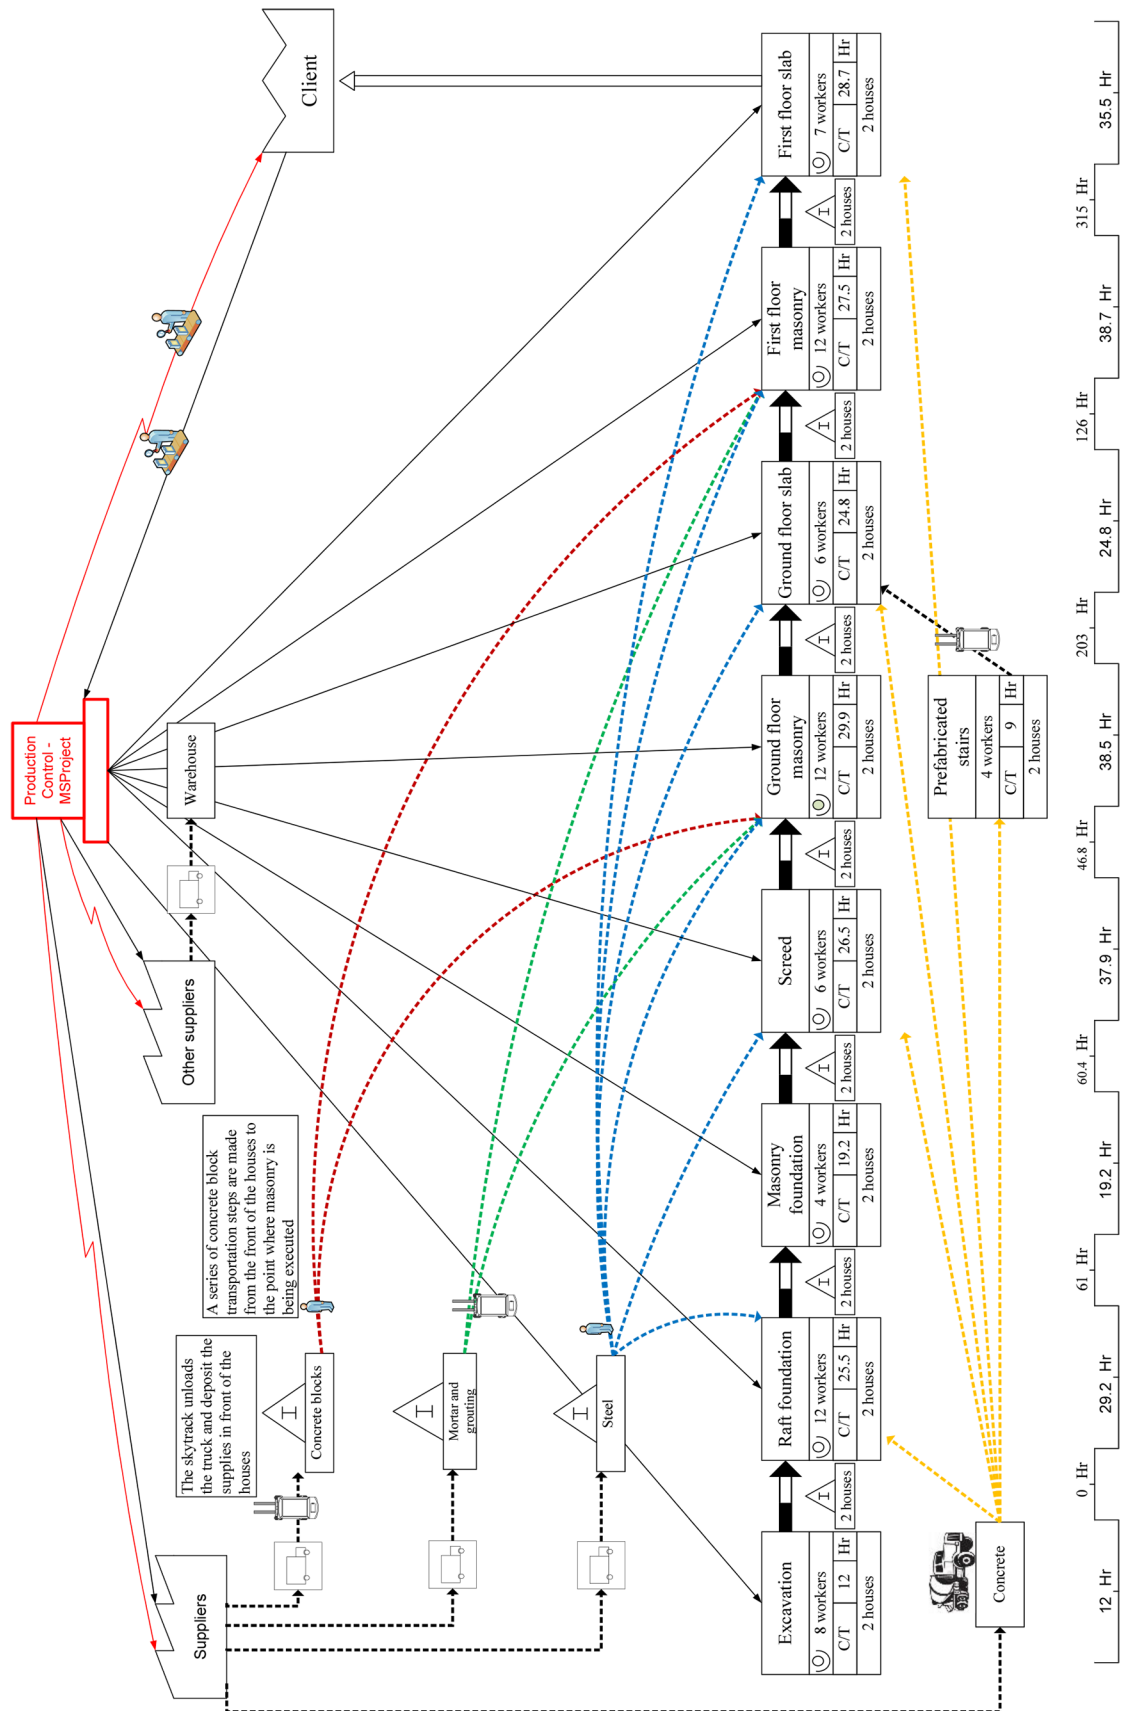 Production
Control -
MSProject
Client
Suppliers
Other suppliers
Warehouse
The skytrack unloads
the truck and deposit the
supplies in front of the
houses
A series of concrete block
transportation steps are made
from the front of the houses to
the point where masonry is
being executed
I
Concrete blocks
I
Mortar and
grouting
I
Steel
Excavation
8 workers
C/T 12 Hr
2 houses
I
2 houses
Raft foundation
12 workers
C/T 25.5 Hr
2 houses
I
2 houses
Masonry
foundation
4 workers
C/T 19.2 Hr
2 houses
I
2 houses
Screed
6 workers
C/T 26.5 Hr
2 houses
I
2 houses
Ground floor
masonry
12 workers
C/T 29.9 Hr
2 houses
I
2 houses
Ground floor slab
6 workers
C/T 24.8 Hr
2 houses
I
2 houses
First floor
masonry
12 workers
C/T 27.5 Hr
2 houses
I
2 houses
First floor slab
7 workers
C/T 28.7 Hr
2 houses
Concrete
Prefabricated
stairs
4 workers
C/T 9 Hr
2 houses
12 Hr
0 Hr
29.2 Hr
61 Hr
19.2 Hr
60.4 Hr
37.9 Hr
46.8 Hr
38.5 Hr
203 Hr
24.8 Hr
126 Hr
38.7 Hr
315 Hr
35.5 Hr